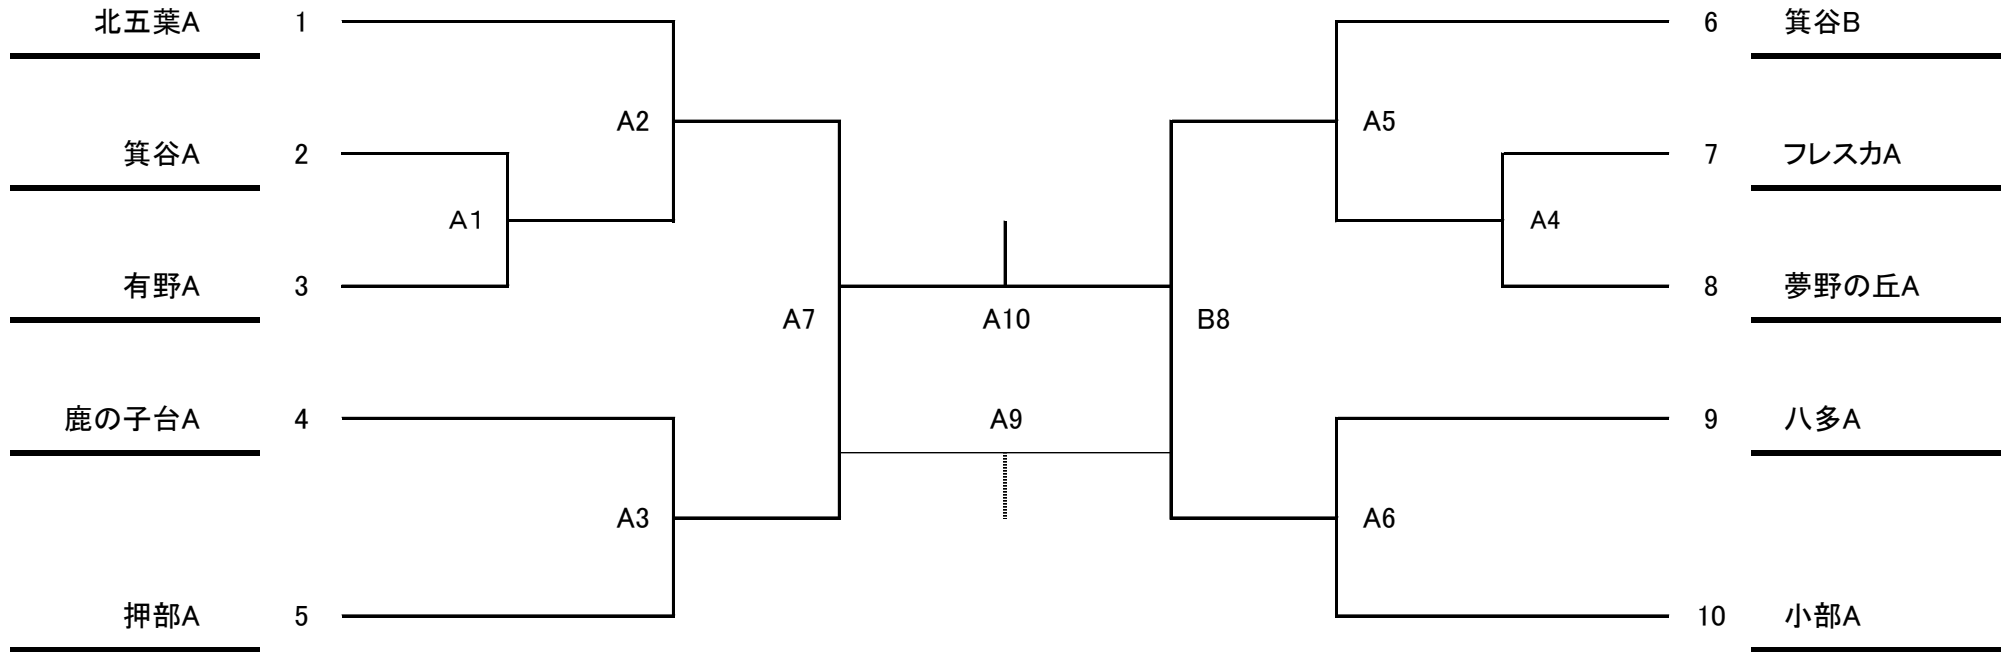 北五葉A 1 6 箕谷B
A2 A5
箕谷A 2 7 フレスカA
A1 A4
有野A 3 8 夢野の丘A
A7 A10 B8
鹿の子台A 4 A9 9 八多A
A3 A6
押部A 5 10 小部A